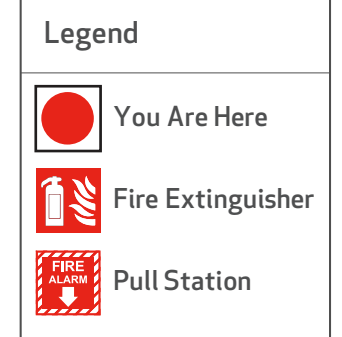 Legend
You Are Here
Fire Extinguisher
FIRE
ALARM
Pull Station